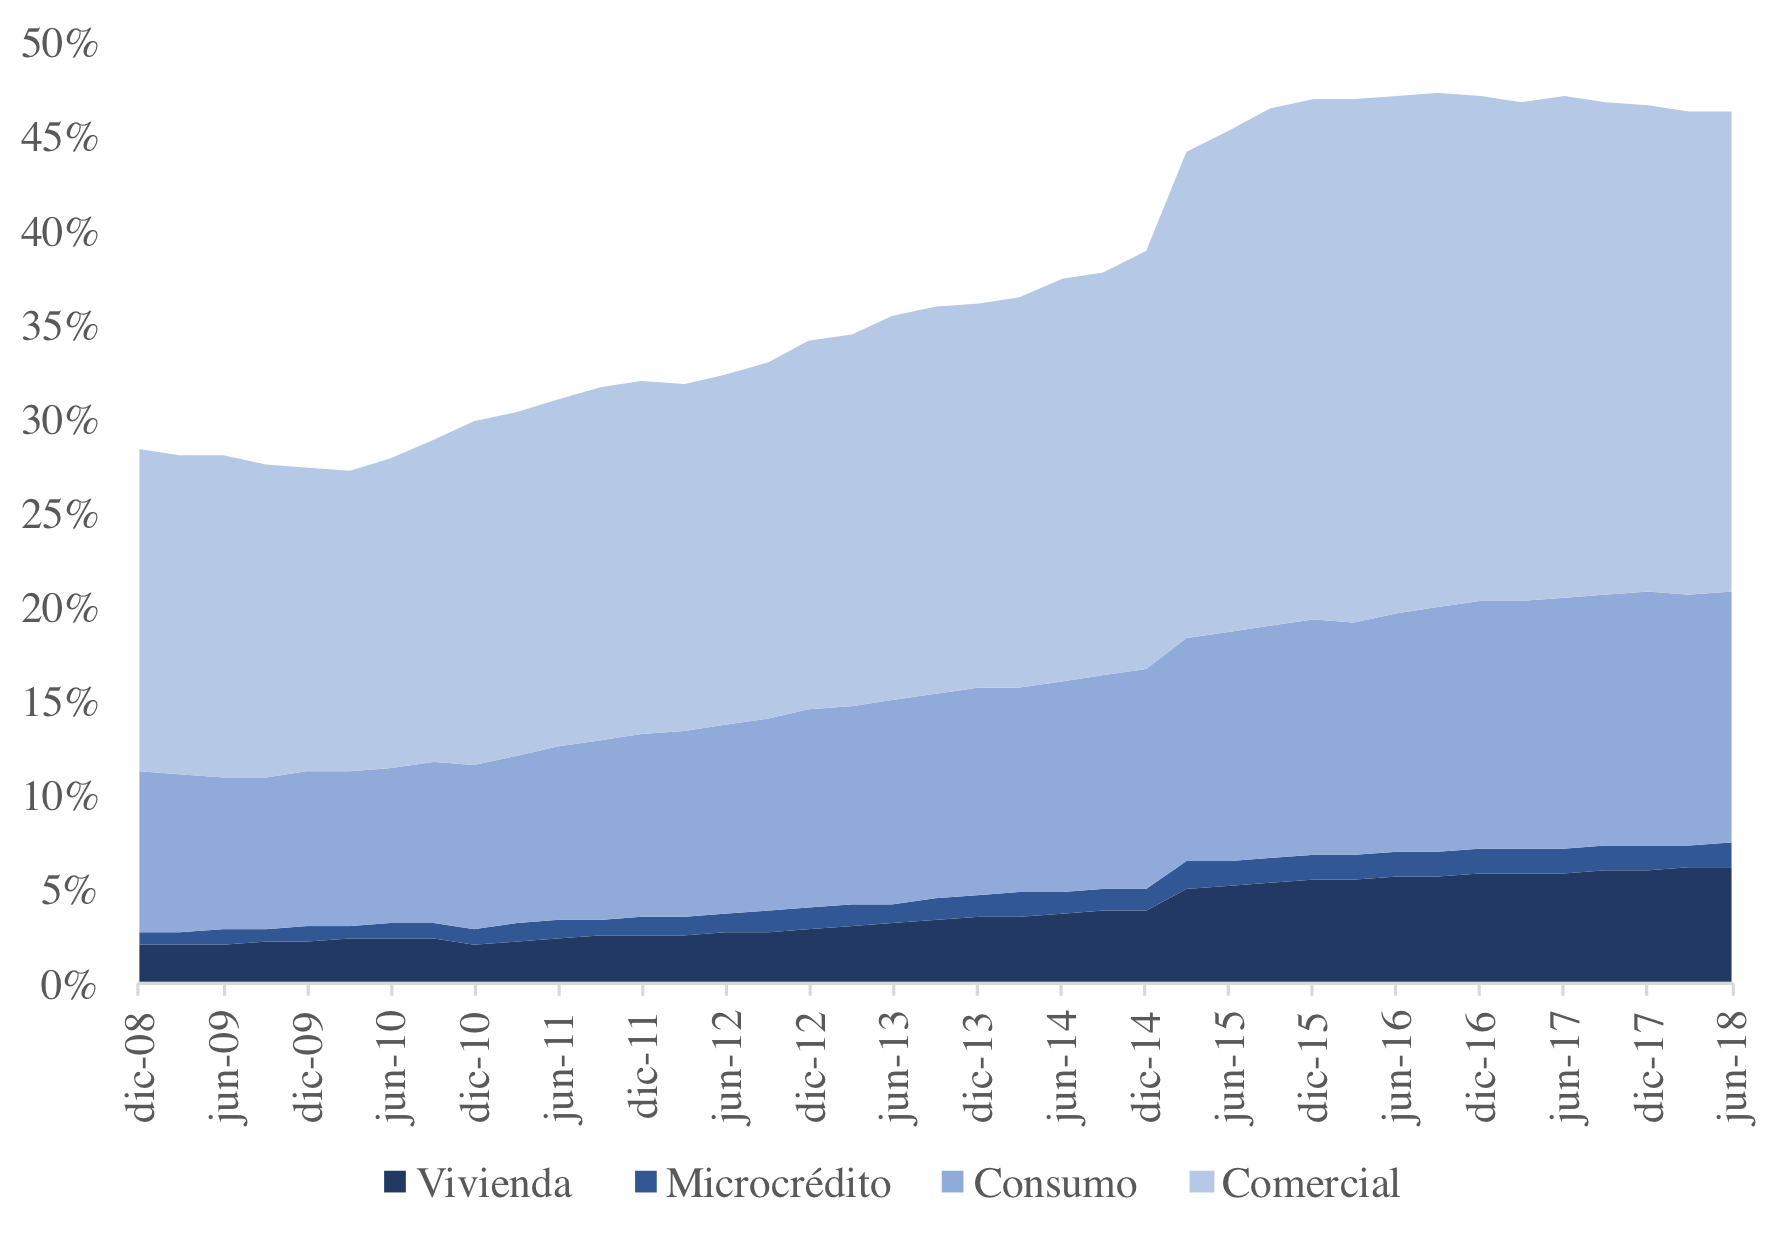 50%
45%
40%
35%
30%
25%
20%
15%
10%
5%
0%
dic-08
jun-09
dic-09
jun-10
dic-10
jun-11
dic-11
jun-12
dic-12
jun-13
dic-13
jun-14
dic-14
jun-15
dic-15
jun-16
dic-16
jun-17
dic-17
jun-18
Vivienda Microcrédito Consumo Comercial